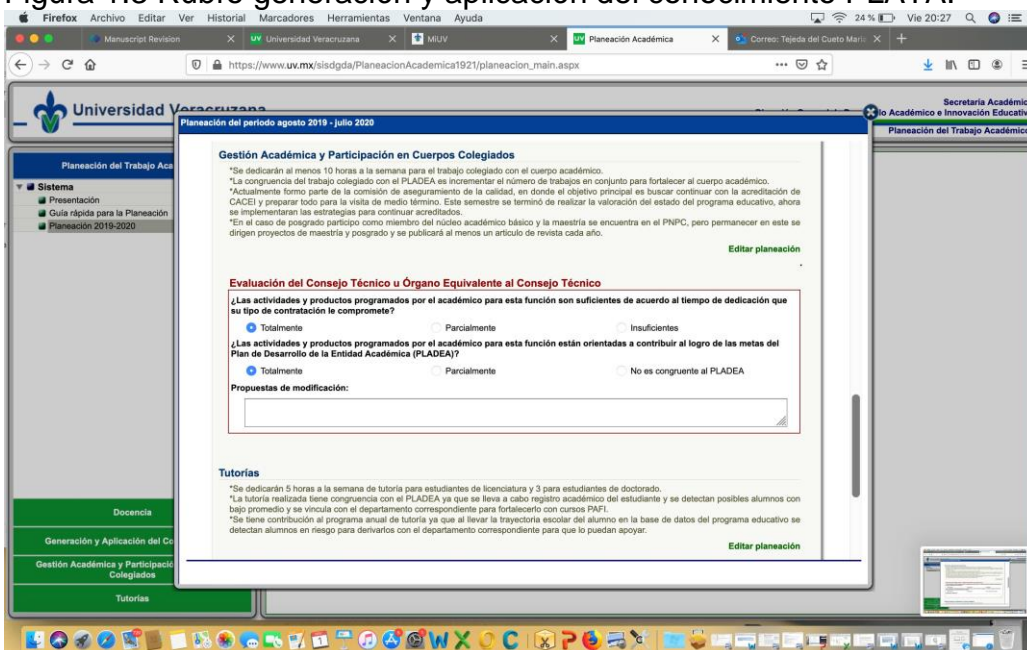 Firefox Archivo Editar Ver Historial Marcadores Herramientas Ventana Ayuda
24 % Vie 20:27
Manuscript Revision
Universidad Veracruzana
MiUV
Planeación Académica
Correo: Tejeda del Cueto María
https://www.uv.mx/sisdgda/PlaneacionAcademica1921/planeacion_main.aspx
Universidad Veracruzana
Secretaría Académic
lo Académico e Innovación Educativ
Planeación del Trabajo Académic
Planeación del periodo agosto 2019 - julio 2020
Planeación del Trabajo Aca
Sistema
Presentación
Guía rápida para la Planeación
Planeación 2019-2020
Gestión Académica y Participación en Cuerpos Colegiados
*Se dedicarán al menos 10 horas a la semana para el trabajo colegiado con el cuerpo académico.
*La congruencia del trabajo colegiado con el PLADEA es incrementar el número de trabajos en conjunto para fortalecer al cuerpo académico.
*Actualmente formo parte de la comisión de aseguramiento de la calidad, en donde el objetivo principal es buscar continuar con la acreditación de
CACEI y preparar todo para la visita de medio término. Este semestre se terminó de realizar la valoración del estado del programa educativo, ahora
se implementaran las estrategias para continuar acreditados.
*En el caso de posgrado participo como miembro del núcleo académico básico y la maestría se encuentra en el PNPC, pero permanecer en este se
dirigen proyectos de maestría y posgrado y se publicará al menos un articulo de revista cada año.
Editar planeación
Evaluación del Consejo Técnico u Órgano Equivalente al Consejo Técnico
¿Las actividades y productos programados por el académico para esta función son suficientes de acuerdo al tiempo de dedicación que
su tipo de contratación le compromete?
Totalmente Parcialmente Insuficientes
¿Las actividades y productos programados por el académico para esta función están orientadas a contribuir al logro de las metas del
Plan de Desarrollo de la Entidad Académica (PLADEA)?
Totalmente Parcialmente No es congruente al PLADEA
Propuestas de modificación:
Tutorías
*Se dedicarán 5 horas a la semana de tutoría para estudiantes de licenciatura y 3 para estudiantes de doctorado.
*La tutoría realizada tiene congruencia con el PLADEA ya que se lleva a cabo registro académico del estudiante y se detectan posibles alumnos con
bajo promedio y se vincula con el departamento correspondiente para fortalecerlo con cursos PAFI.
*Se tiene contribución al programa anual de tutoría ya que al llevar la trayectoria escolar del alumno en la base de datos del programa educativo se
detectan alumnos en riesgo para derivarlos con el departamento correspondiente para que lo puedan apoyar.
Editar planeación
Docencia
Generación y Aplicación del Co
Gestión Académica y Participació
Colegiados
Tutorías